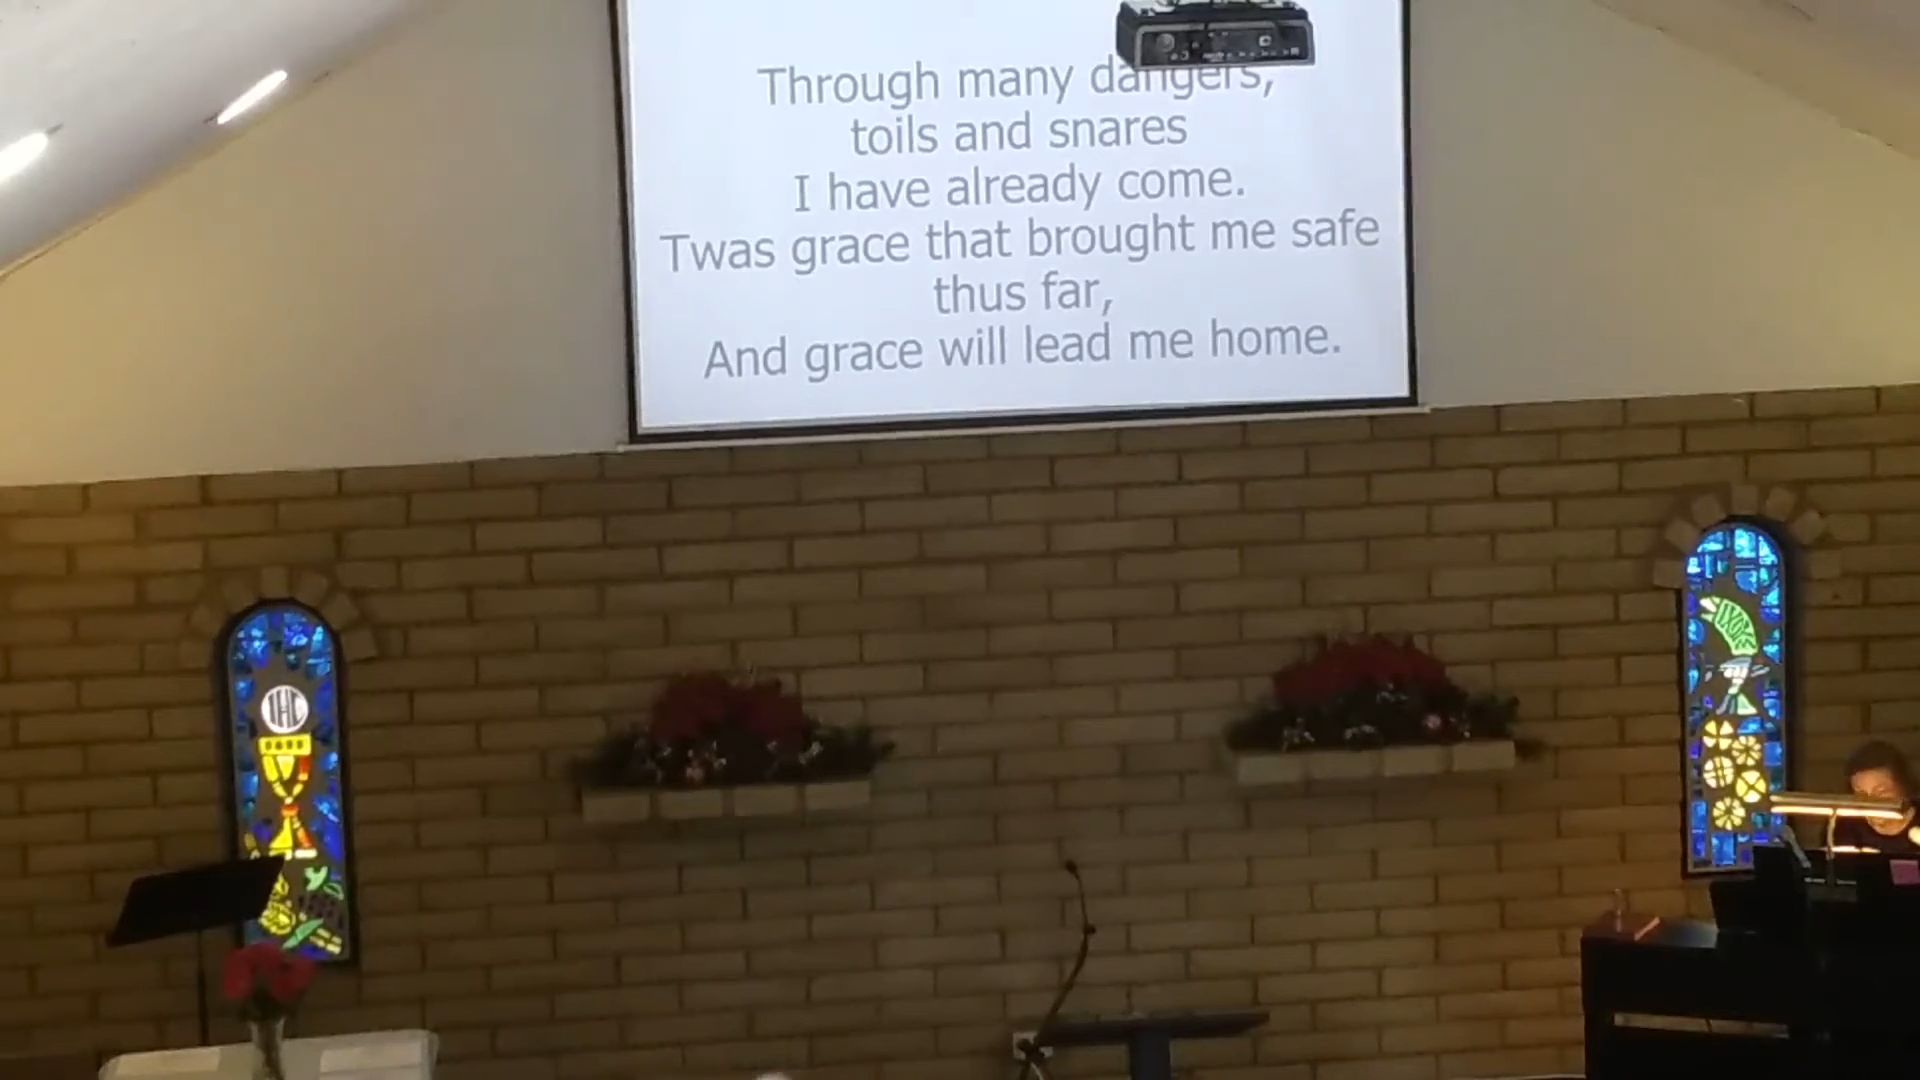 Through many dangers,
toils and snares
I have already come.
Twas grace that brought me safe
thus far,
And grace will lead me home.
IHC